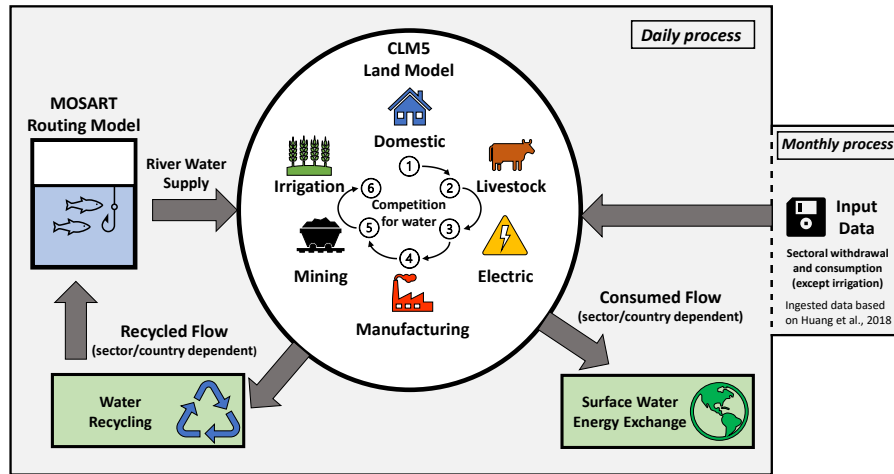 Daily process
CLM5
Land Model
MOSART
Routing Model
Domestic
Monthly process
River Water
Supply
Irrigation
Livestock
1
2
3
4
5
6
Competition
for water
Input
Data
Mining
Electric
Sectoral withdrawal
and consumption
(except irrigation)
Manufacturing
Ingested data based
on Huang et al., 2018
Consumed Flow
(sector/country dependent)
Recycled Flow
(sector/country dependent)
Water
Recycling
Surface Water
Energy Exchange